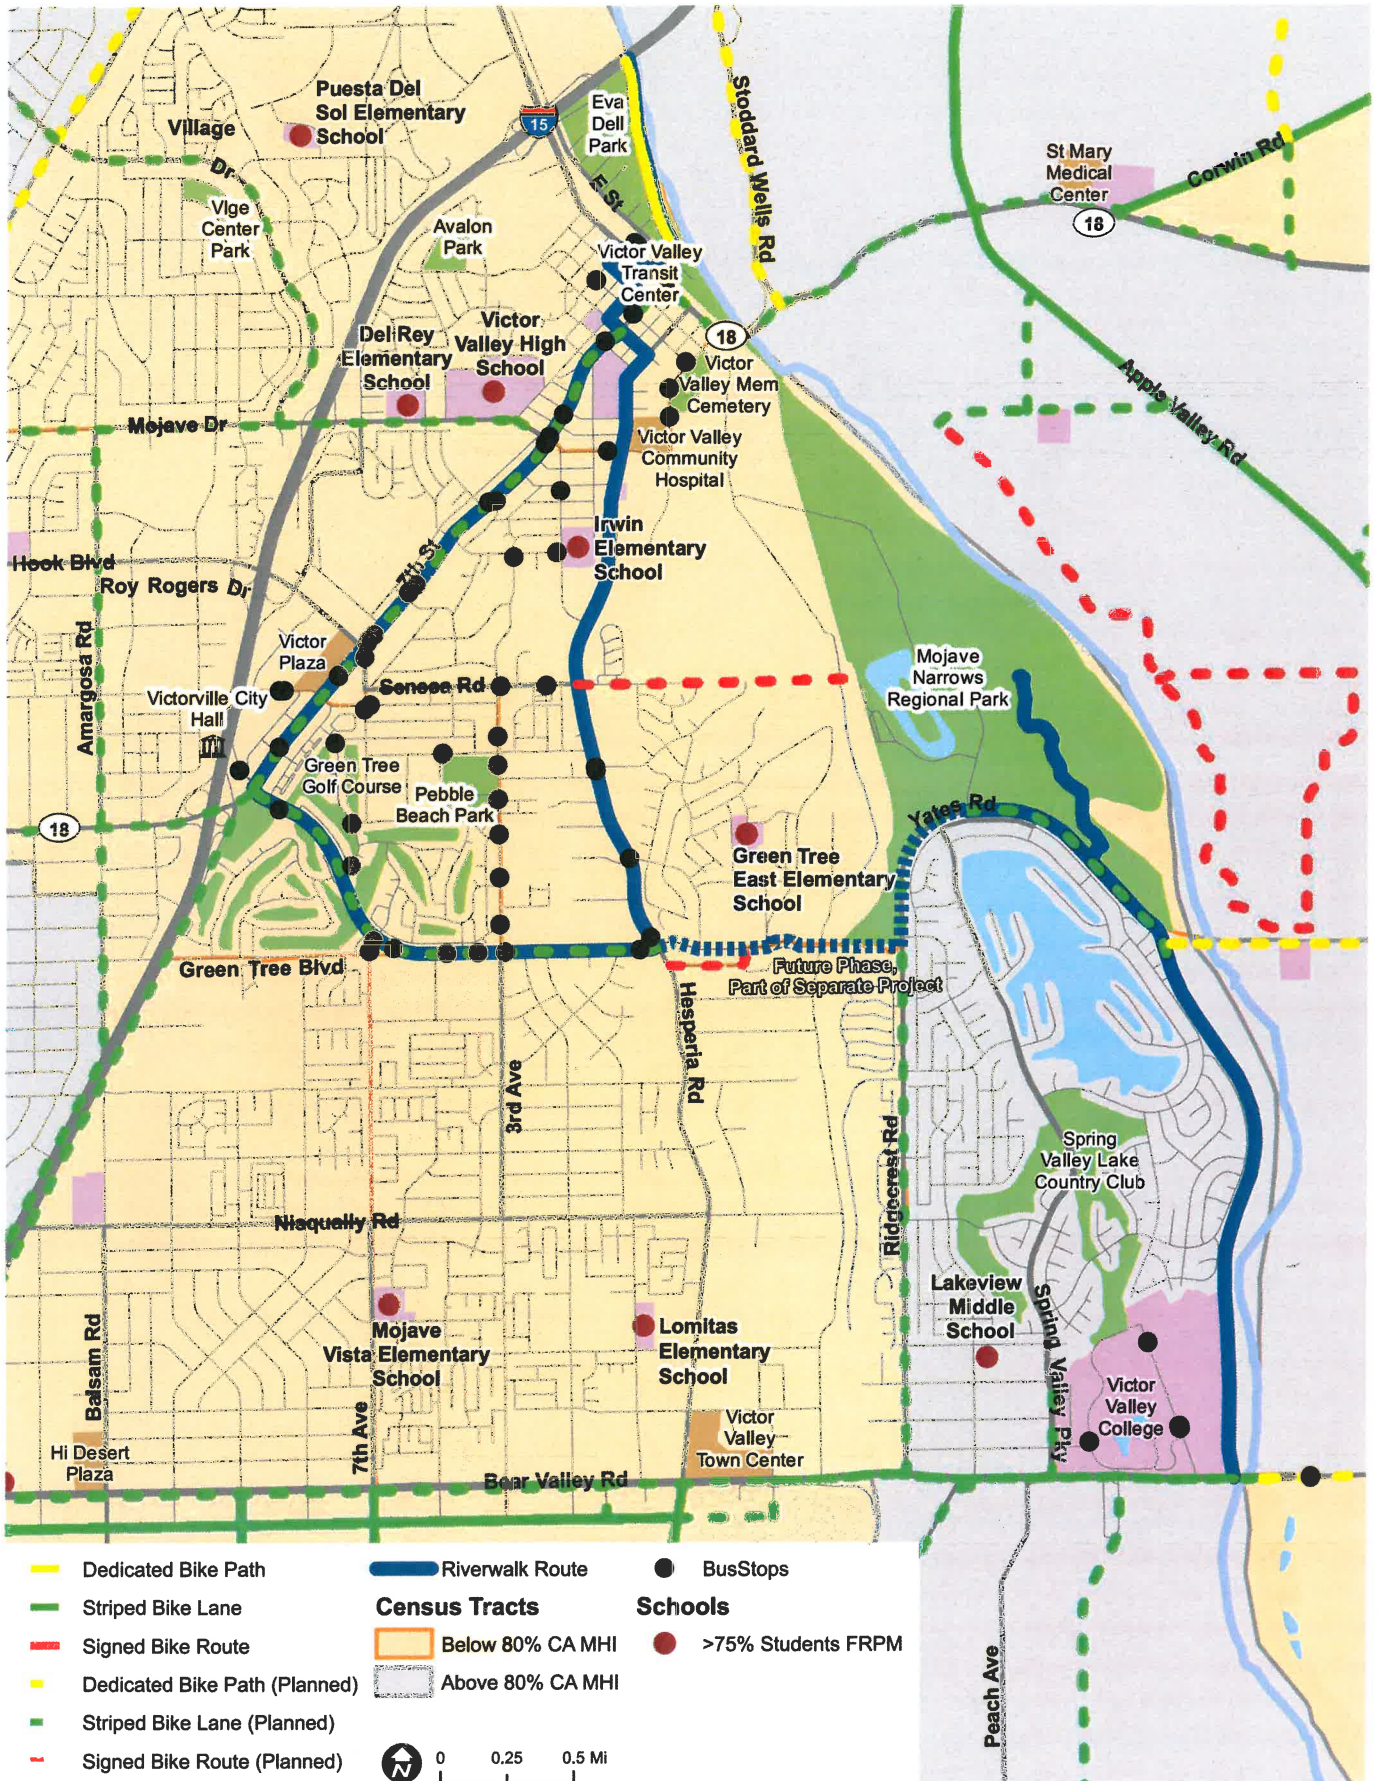 Puesta Del
Sol Elementary
School
Village
Dr
Vlge
Center
Park
15
Eva
Dell
Park
E St
Stoddard Wells Rd
St Mary
Medical
Center
18
Corwin Rd
Avalon
Park
Victor Valley
Transit
Center
18
Del Rey
Elementary
School
Victor
Valley High
School
Victor
Valley Mem
Cemetery
Apple Valley Rd
Mojave Dr
Victor Valley
Community
Hospital
Irwin
Elementary
School
7th St
Hook Blvd
Roy Rogers Dr
Amargosa Rd
Victor
Plaza
Seneca Rd
Victorville City
Hall
Mojave
Narrows
Regional Park
Green Tree
Golf Course
Pebble
Beach Park
18
Yates Rd
Green Tree
East Elementary
School
Green Tree Blvd
Future Phase,
Part of Separate Project
Hesperia Rd
3rd Ave
Ridgecrest Rd
Spring
Valley Lake
Country Club
Nisqually Rd
Lakeview
Middle
School
Spring Valley Pky
Mojave
Vista Elementary
School
Lomitas
Elementary
School
Balsam Rd
7th Ave
Victor
Valley
College
Hi Desert
Plaza
Victor
Valley
Town Center
Bear Valley Rd
Peach Ave
Dedicated Bike Path
Striped Bike Lane
Signed Bike Route
Dedicated Bike Path (Planned)
Striped Bike Lane (Planned)
Signed Bike Route (Planned)
Riverwalk Route
Census Tracts
Below 80% CA MHI
Above 80% CA MHI
N
0 0.25 0.5 Mi
BusStops
Schools
>75% Students FRPM